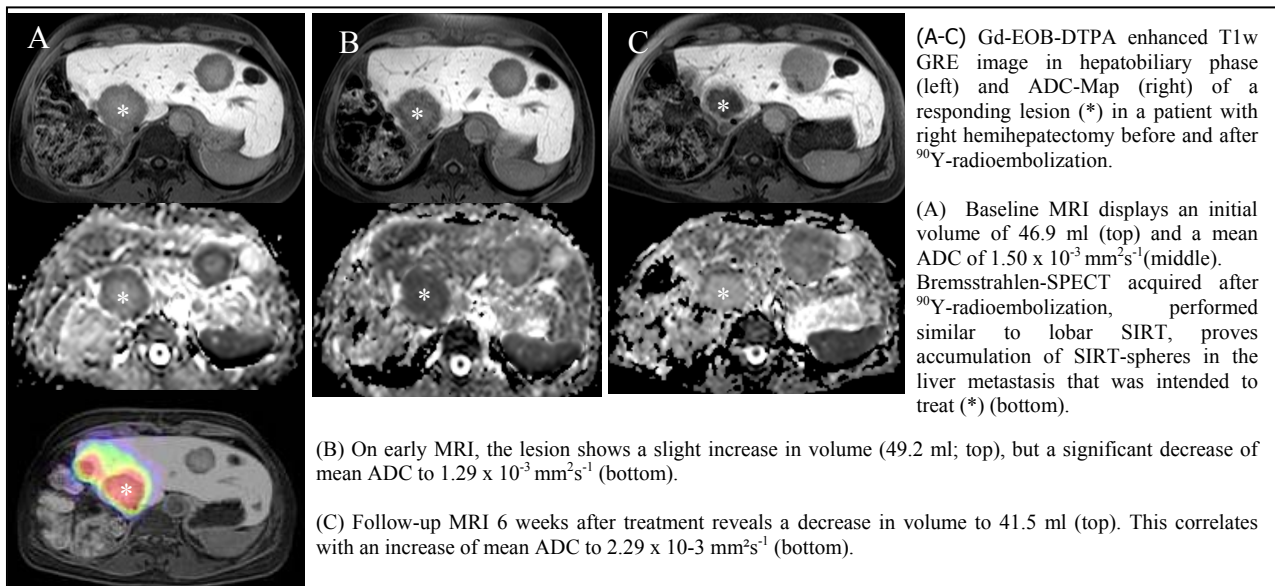 A
B
C
*
*
*
*
*
*
*
(A-C) Gd-EOB-DTPA enhanced T1w
GRE image in hepatobiliary phase
(left) and ADC-Map (right) of a
responding lesion (*) in a patient with
right hemihepatectomy before and after
⁹⁰Y-radioembolization.
(A) Baseline MRI displays an initial
volume of 46.9 ml (top) and a mean
ADC of 1.50 x 10⁻³ mm²s⁻¹(middle).
Bremsstrahlen-SPECT acquired after
⁹⁰Y-radioembolization, performed
similar to lobar SIRT, proves
accumulation of SIRT-spheres in the
liver metastasis that was intended to
treat (*) (bottom).
(B) On early MRI, the lesion shows a slight increase in volume (49.2 ml; top), but a significant decrease of
mean ADC to 1.29 x 10⁻³ mm²s⁻¹ (bottom).
(C) Follow-up MRI 6 weeks after treatment reveals a decrease in volume to 41.5 ml (top). This correlates
with an increase of mean ADC to 2.29 x 10-3 mm²s⁻¹ (bottom).